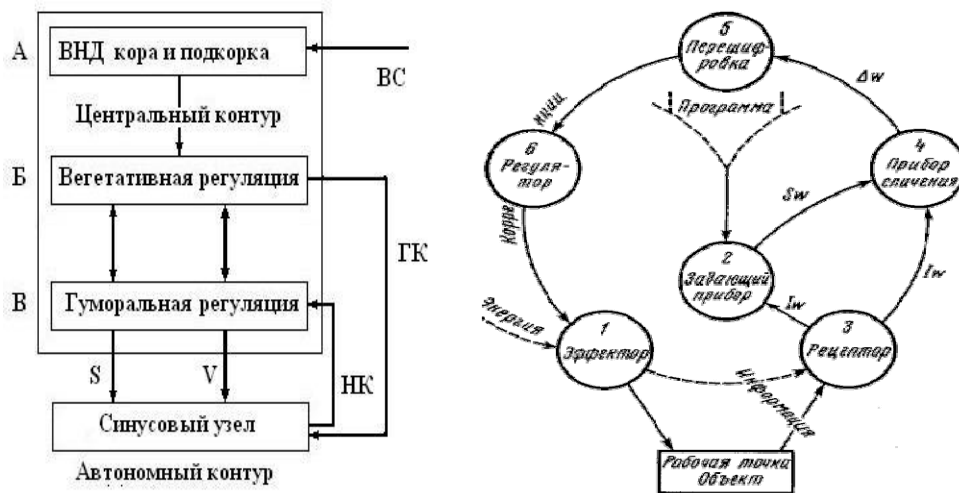 А
ВНД кора и подкорка
ВС
Центральный контур
Б
Вегетативная регуляция
ГК
В
Гуморальная регуляция
S
V
НК
Синусовый узел
Автономный контур
5
Перешиф-
ровка
Δw
Программа
кции
6
Регуля-
тор
4
Прибор
сличения
Sw
Корре
2
Задающий
прибор
Iw
Iw
Энергия
1
Эффектор
3
Рецептор
Информация
Рабочая точка
Объект